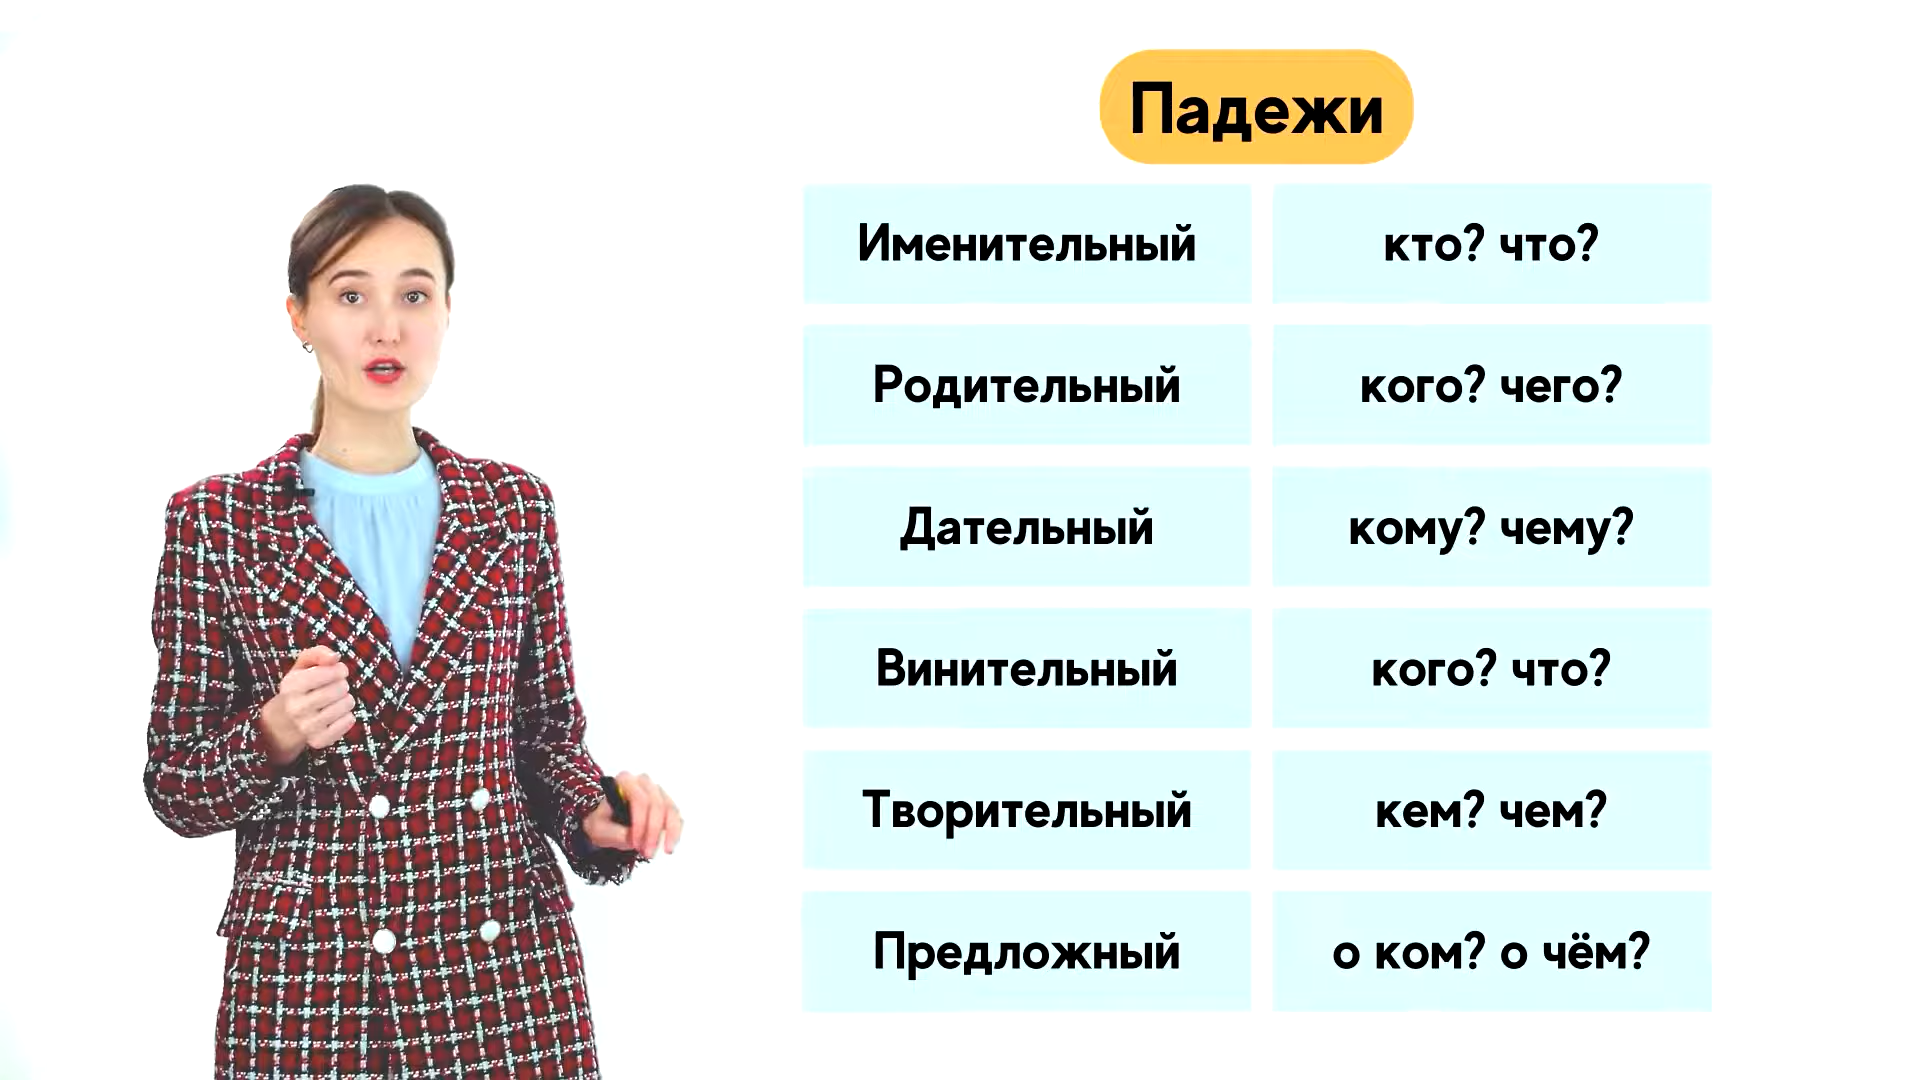 Падежи
Именительный кто? что?
Родительный кого? чего?
Дательный кому? чему?
Винительный кого? что?
Творительный кем? чем?
Предложный о ком? о чём?